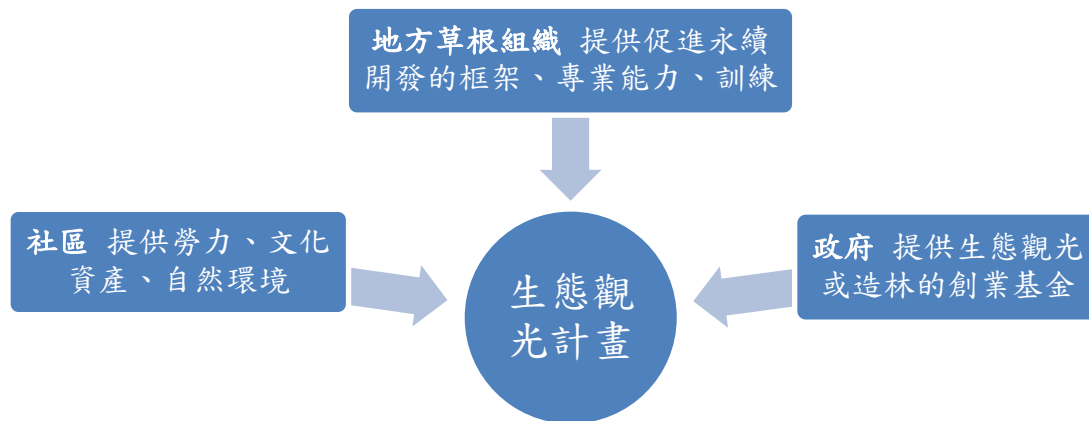 地方草根組織 提供促進永續
開發的框架、專業能力、訓練
社區 提供勞力、文化
資產、自然環境
生態觀
光計畫
政府 提供生態觀光
或造林的創業基金